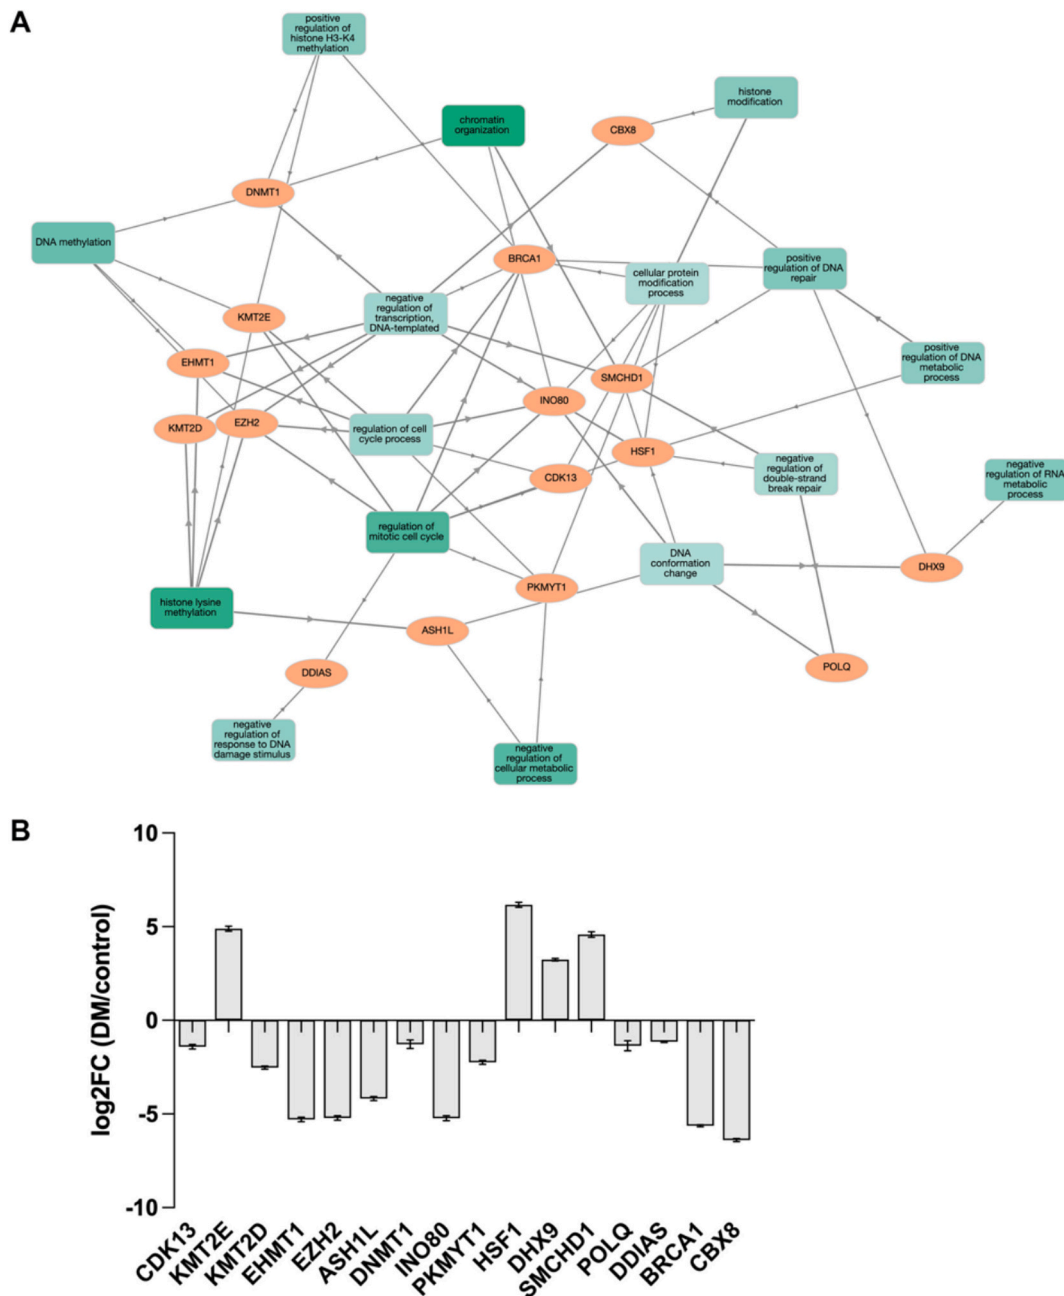 A
positive
regulation of
histone H3-K4
methylation
histone
modification
chromatin
organization
CBX8
DNMT1
DNA methylation
BRCA1
cellular protein
modification
process
positive
regulation of DNA
repair
negative
regulation of
transcription,
DNA-templated
KMT2E
EHMT1
positive
regulation of DNA
metabolic
process
SMCHD1
INO80
KMT2D
EZH2
regulation of cell
cycle process
HSF1
CDK13
negative
regulation of
double-strand
break repair
negative
regulation of RNA
metabolic
process
regulation of
mitotic cell cycle
DNA
conformation
change
DHX9
PKMYT1
histone lysine
methylation
ASH1L
POLQ
DDIAS
negative
regulation of
response to DNA
damage stimulus
negative
regulation of
cellular metabolic
process
B
log2FC (DM/control)
10
5
0
-5
-10
CDK13
KMT2E
KMT2D
EHMT1
EZH2
ASH1L
DNMT1
INO80
PKMYT1
HSF1
DHX9
SMCHD1
POLQ
DDIAS
BRCA1
CBX8